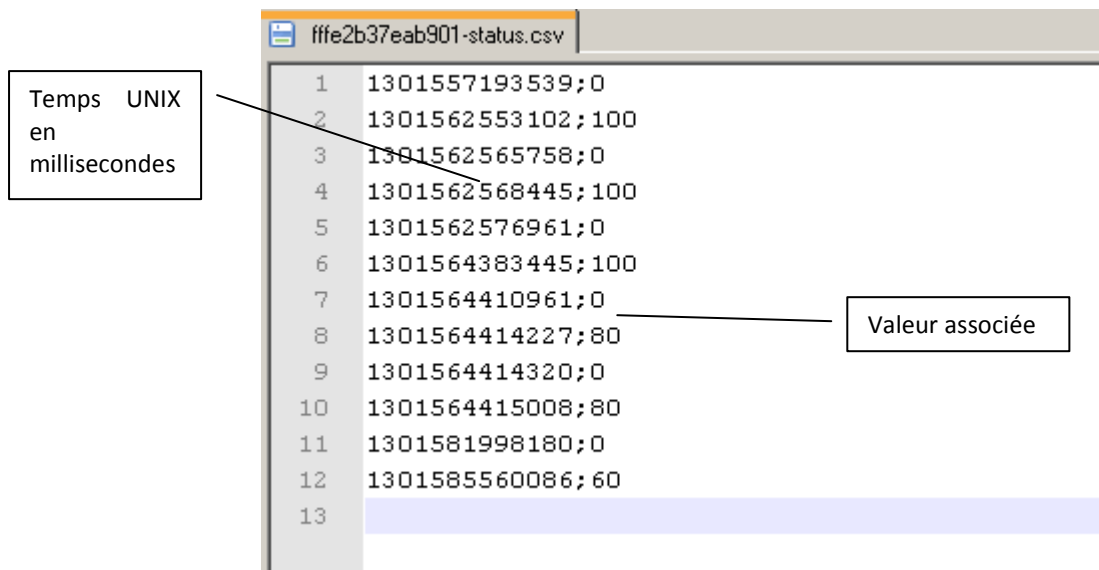 fffe2b37eab901-status.csv
Temps UNIX
en
millisecondes
1 1301557193539;0
2 1301562553102;100
3 1301562565758;0
4 1301562568445;100
5 1301562576961;0
6 1301564383445;100
7 1301564410961;0
8 1301564414227;80
9 1301564414320;0
10 1301564415008;80
11 1301581998180;0
12 1301585560086;60
13
Valeur associée